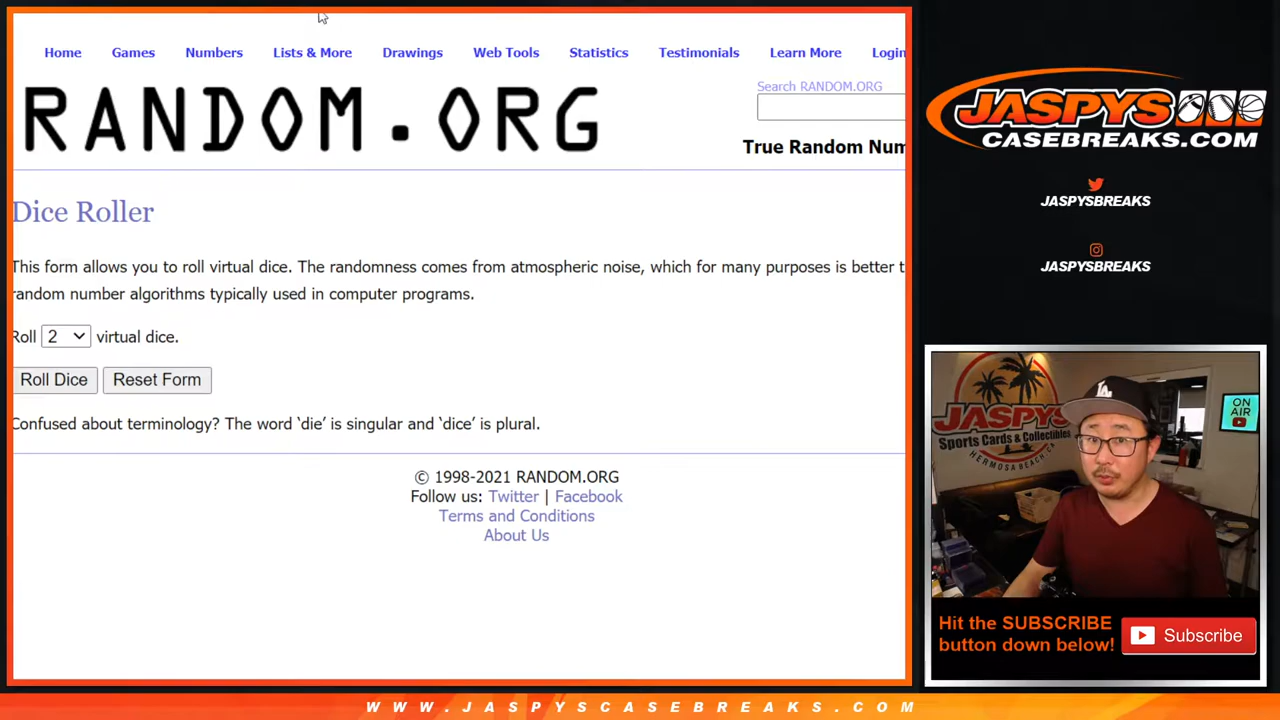 Home Games Numbers Lists & More Drawings Web Tools Statistics Testimonials Learn More Login
RANDOM.ORG
Search RANDOM.ORG
True Random Num
Dice Roller
This form allows you to roll virtual dice. The randomness comes from atmospheric noise, which for many purposes is better t
random number algorithms typically used in computer programs.
Roll 2 virtual dice.
Roll Dice Reset Form
Confused about terminology? The word ‘die’ is singular and ‘dice’ is plural.
© 1998-2021 RANDOM.ORG
Follow us: Twitter | Facebook
Terms and Conditions
About Us
JASPYS
CASEBREAKS.COM
JASPYSBREAKS
JASPYSBREAKS
JASPYS
Sports Cards & Collectibles
HERMOSA BEACH, CA
LA
ON
AIR
Hit the SUBSCRIBE
button down below!
Subscribe
WWW.JASPYSCASEBREAKS.COM